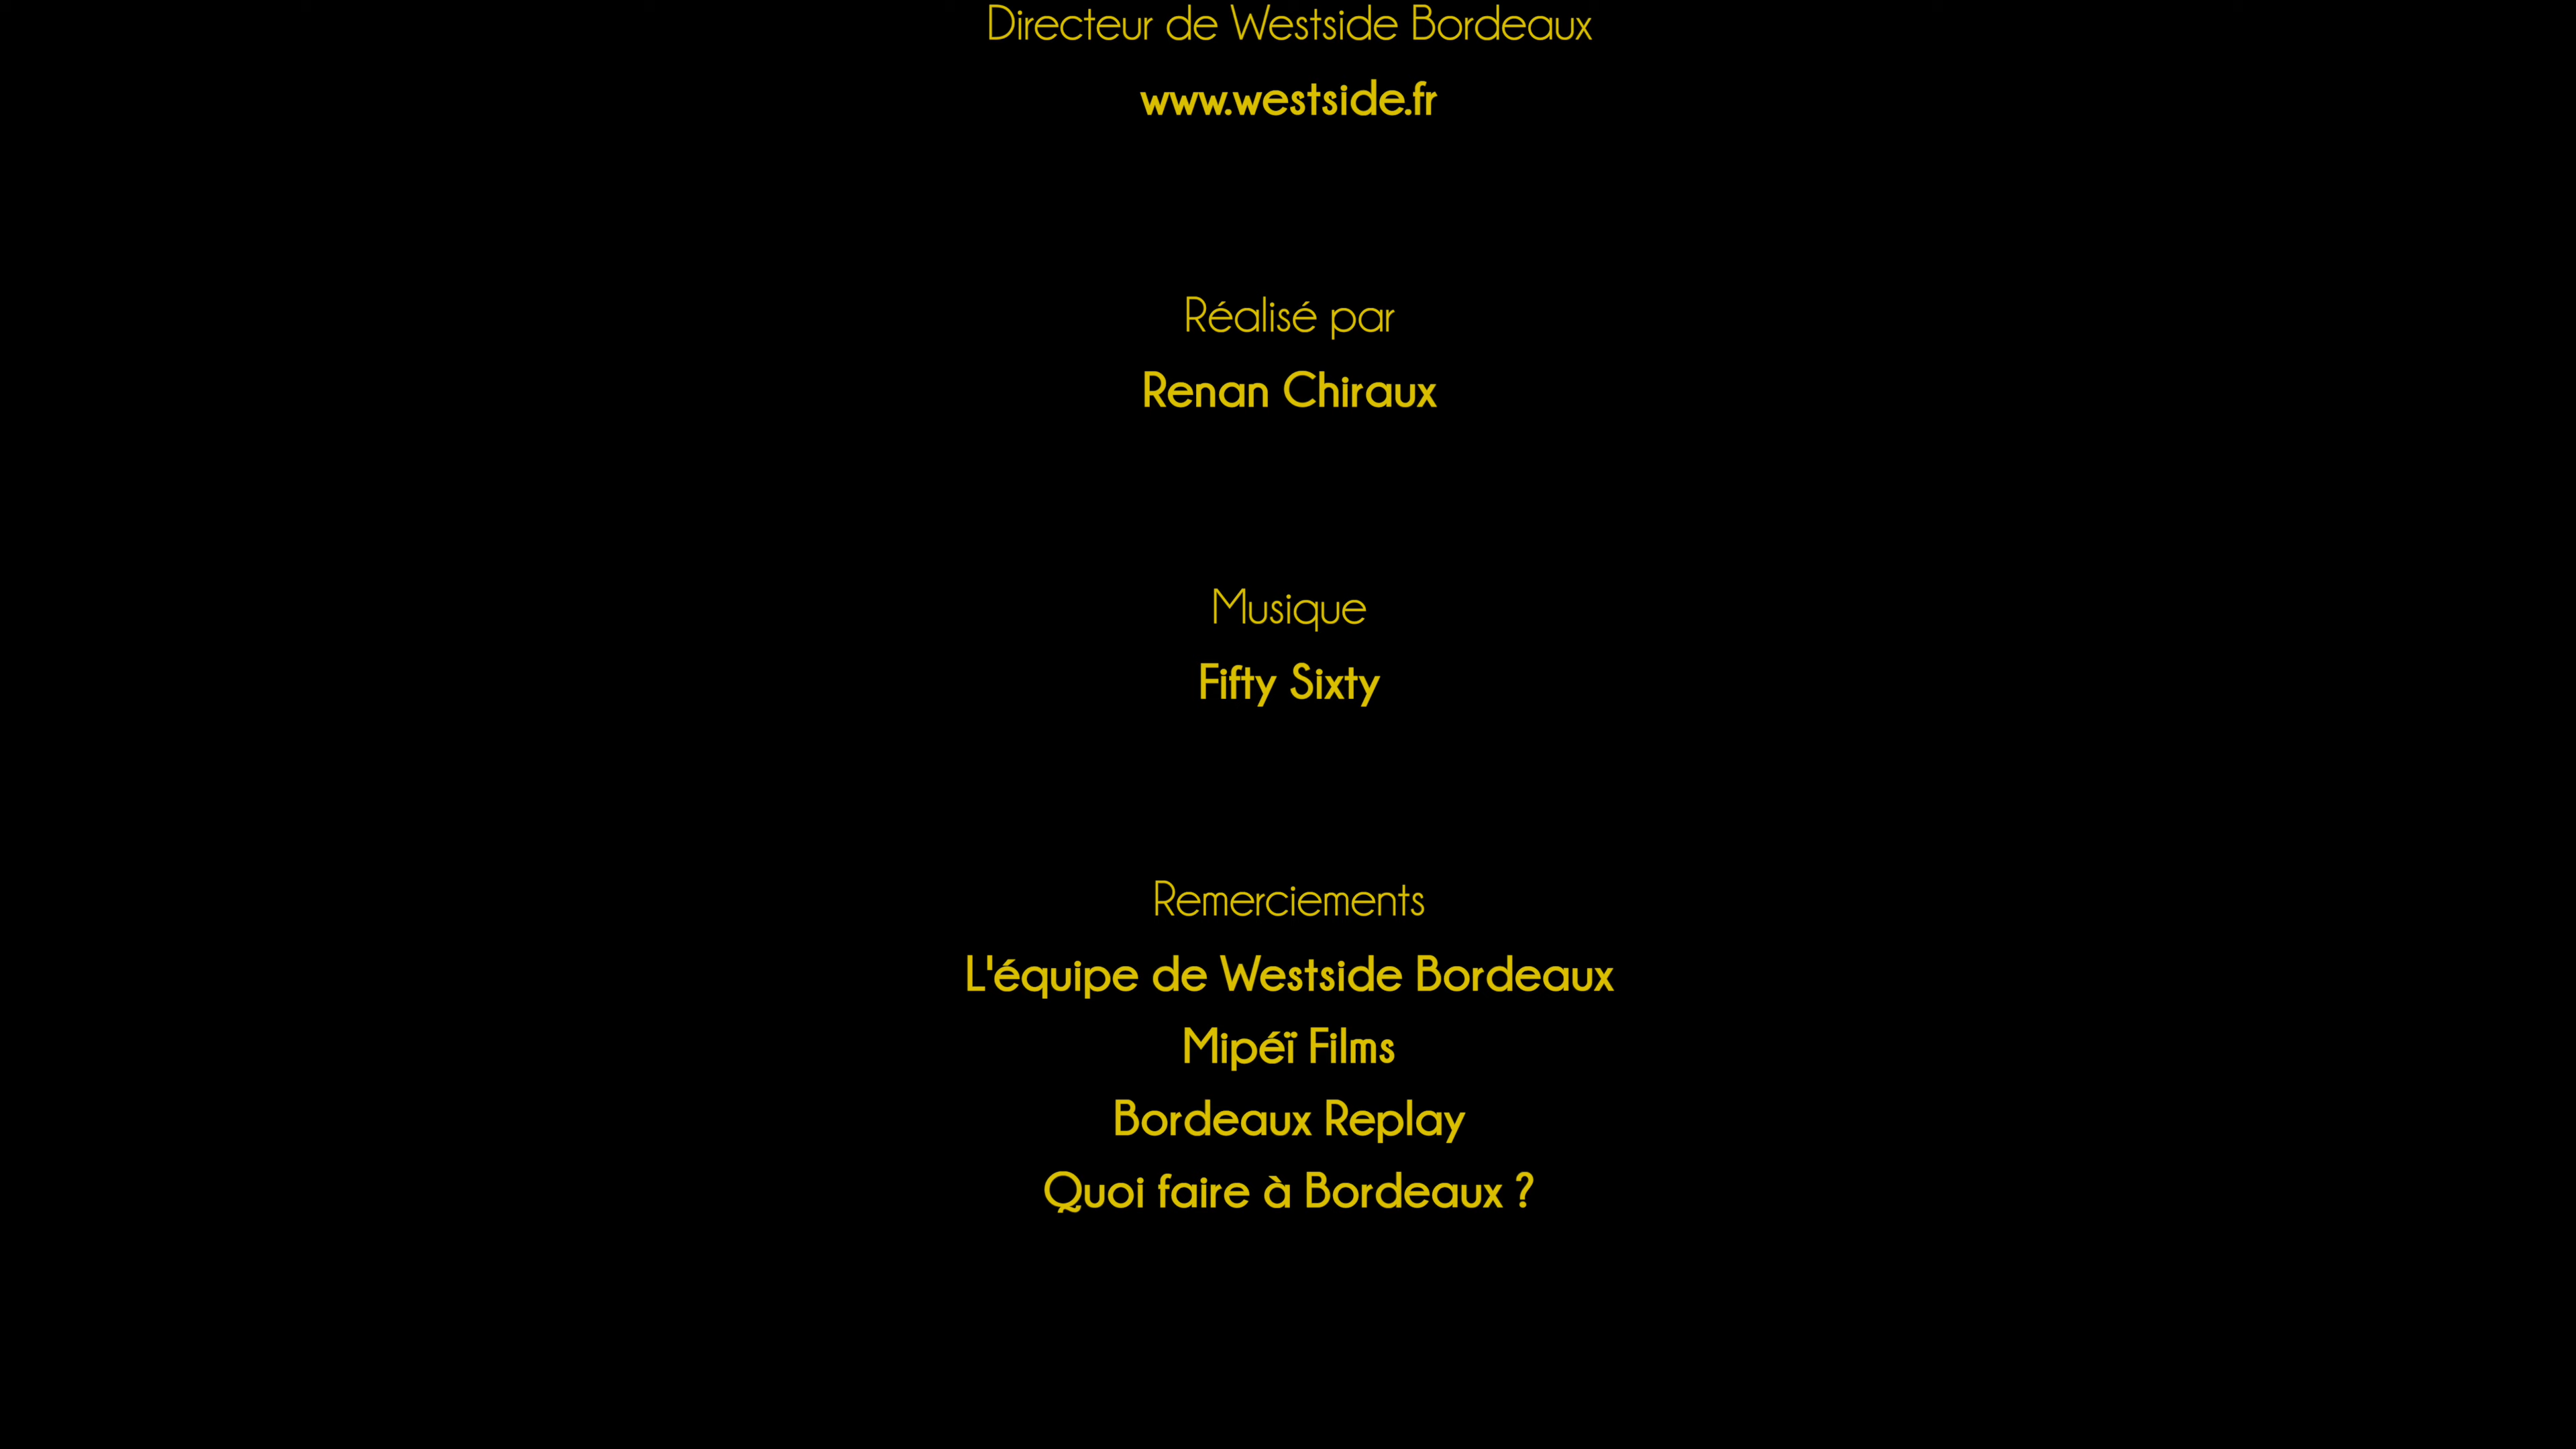 Directeur de Westside Bordeaux
www.westside.fr
Réalisé par
Renan Chiraux
Musique
Fifty Sixty
Remerciements
L'équipe de Westside Bordeaux
Mipéï Films
Bordeaux Replay
Quoi faire à Bordeaux ?